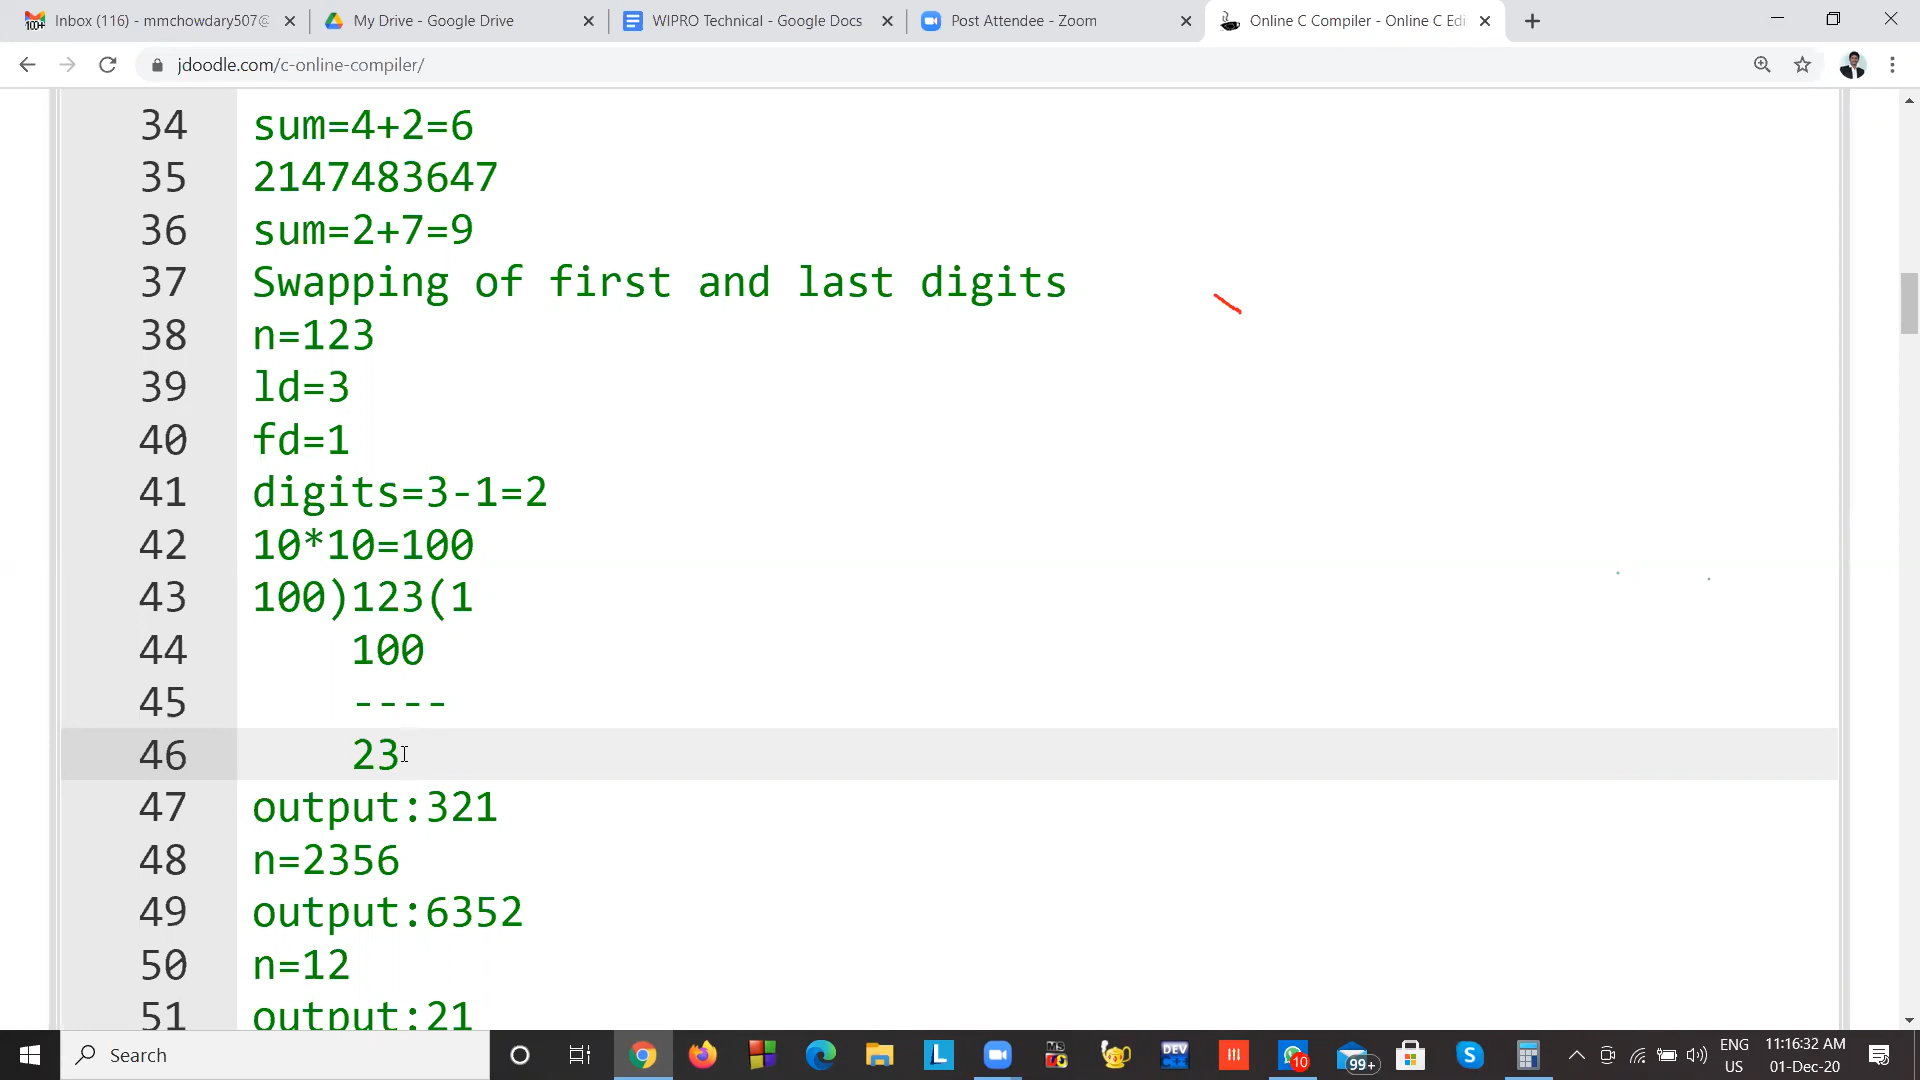 Inbox (116) - mmchowdary507@
My Drive - Google Drive
WIPRO Technical - Google Docs
Post Attendee - Zoom
Online C Compiler - Online C Edi
jdoodle.com/c-online-compiler/
34 sum=4+2=6
35 2147483647
36 sum=2+7=9
37 Swapping of first and last digits
38 n=123
39 ld=3
40 fd=1
41 digits=3-1=2
42 10*10=100
43 100)123(1
44 100
45 ----
46 23
47 output:321
48 n=2356
49 output:6352
50 n=12
51 output:21
Search
L
DEV
10
99+
S
ENG
US
11:16:32 AM
01-Dec-20